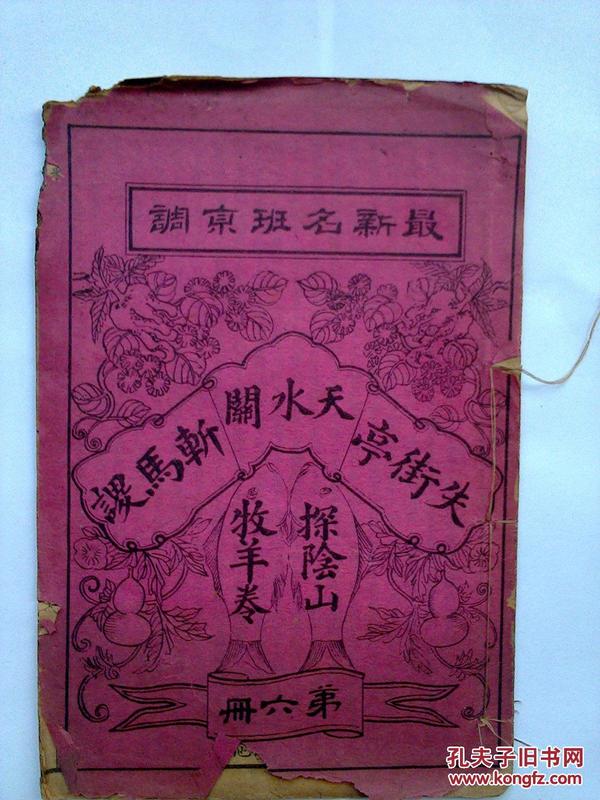 最新名班京調
失街亭
天水關
斬馬謖
探陰山
牧羊卷
第六冊
孔夫子旧书网
www.kongfz.com